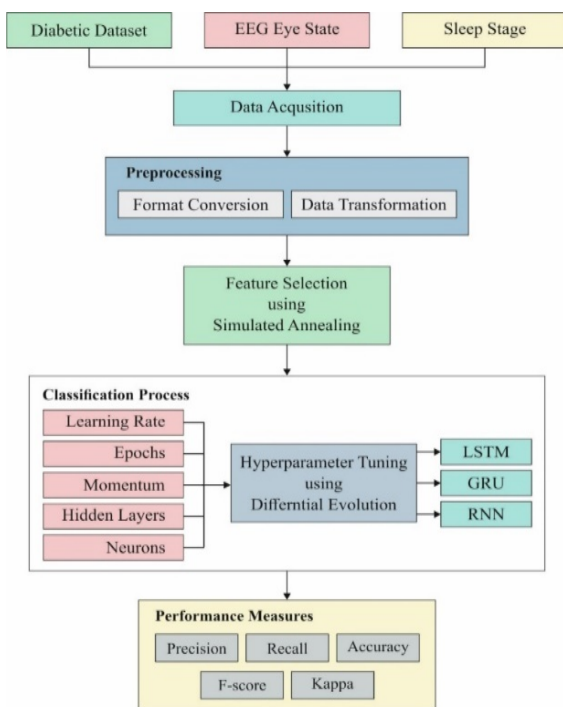 Diabetic Dataset
EEG Eye State
Sleep Stage
Data Acqusition
Preprocessing
Format Conversion
Data Transformation
Feature Selection
using
Simulated Annealing
Classification Process
Learning Rate
Epochs
Momentum
Hidden Layers
Neurons
Hyperparameter Tuning
using
Differntial Evolution
LSTM
GRU
RNN
Performance Measures
Precision
Recall
Accuracy
F-score
Kappa